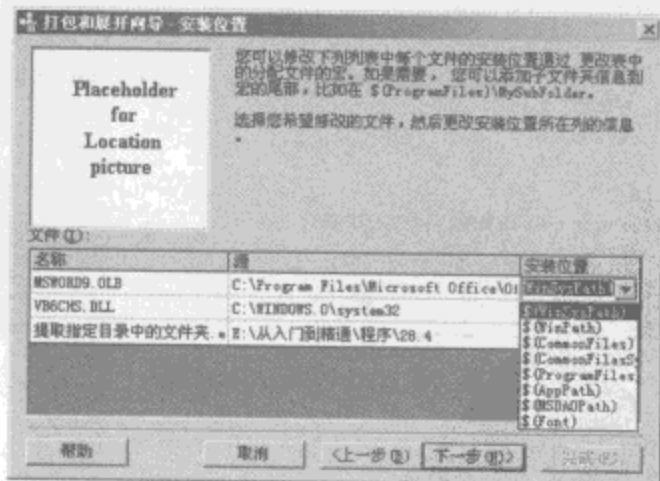 打包和展开向导 - 安装位置
Placeholder
for
Location
picture
您可以修改下列列表中每个文件的安装位置通过 更改表中
的分配文件的宏。如果需要， 您可以添加子文件夹信息到
宏的尾部，比如在 $(ProgramFiles)\MySubFolder。
选择您希望修改的文件，然后更改安装位置所在列的信息
。
文件(I):
名称 源 安装位置
MSWORD9.OLB C:\Program Files\Microsoft Office\O
VB6CHS.DLL C:\WINDOWS.0\system32
提取指定目录中的文件夹. E:\从入门到精通\程序\28.4
$(WinSysPath)
$(WinPath)
$(CommonFiles)
$(CommonFilesS
$(ProgramFiles
$(AppPath)
$(MSDAOPath)
$(Font)
帮助 取消 <上一步(B) 下一步(N)> 完成(F)